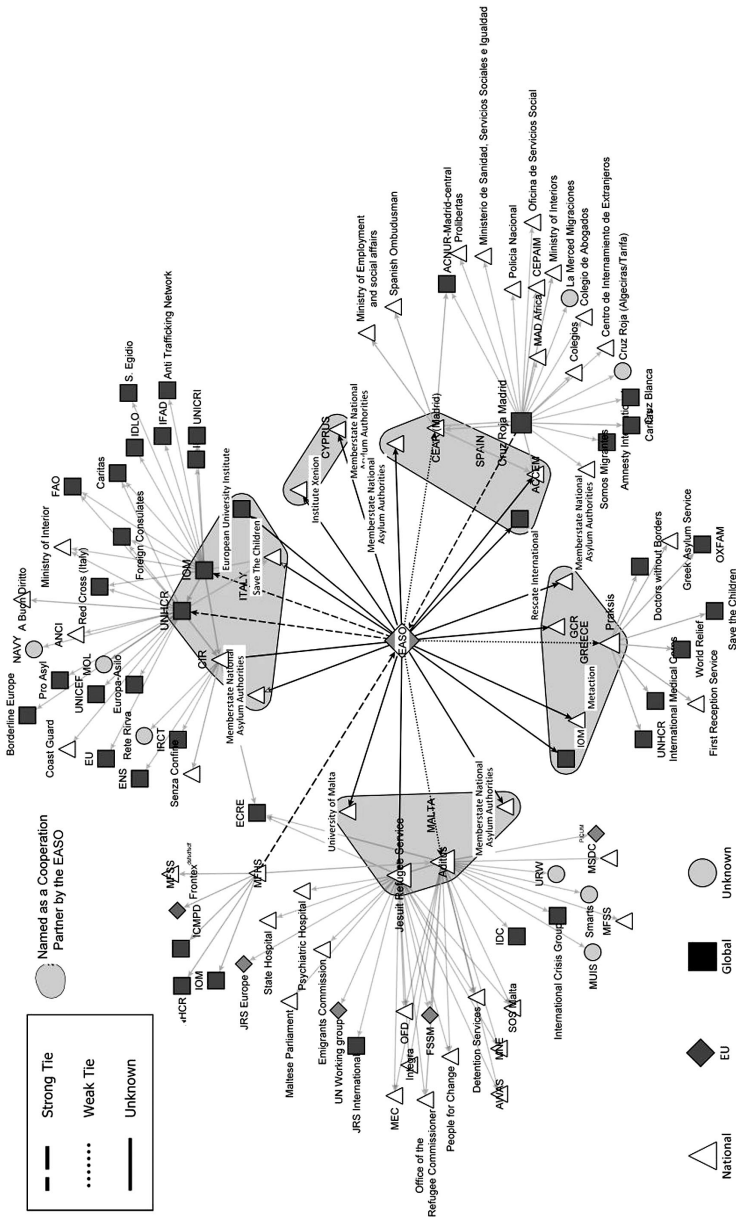 Strong Tie
Weak Tie
Unknown
Named as a Cooperation
Partner by the EASO
Borderline Europe
NAVY
A Buon Diritto
Ministry of Interior
FAO
Pro Asyl
ANCI
Coast Guard
UNICEF
MOL
Red Cross (Italy)
Caritas
S. Egidio
EU
Europa-Asilo
Foreign Consulates
IDLO
Anti Trafficking Network
IFAD
UNICRI
ENS
Rete Rirva
IRCT
Senza Confine
UNHCR
IOM
CIR
European University Institute
ITALY
Save The Children
Memberstate National
Asylum Authorities
ECRE
CYPRUS
Institute Xenion
Memberstate National
Asylum Authorities
Ministry of Employment
and social affairs
Spanish Ombudusman
ACNUR-Madrid-central
Prolibertas
Ministerio de Sanidad, Servicios Sociales e Igualdad
Policia Nacional
Oficina de Servicios Social
CEPAIM
Ministry of Interiors
MAD Africa
La Merced Migraciones
Colegio de Abogados
Colegios
Centro de Internamiento de Extranjeros
Cruz Roja (Algeciras/Tarifa)
Cruz Blanca
Caritas
Somos Migrantes
CEAR (Madrid)
SPAIN
Cruz Roja Madrid
ACCEM
Memberstate National
Asylum Authorities
EASO
Memberstate National
Asylum Authorities
Rescate International
GCR
GREECE
Praksis
Metaction
IOM
Doctors without Borders
Greek Asylum Service
OXFAM
Save the Children
World Relief
International Medical Corps
UNHCR
First Reception Service
University of Malta
MALTA
Jesuit Refugee Service
Aditus
Memberstate National
Asylum Authorities
MFSS
Frontex
MFHS
ICMPD
IOM
JRS Europe
State Hospital
Psychiatric Hospital
Maltese Parliament
Emigrants Commission
UN Working group
JRS International
OFD
Integra
MEC
FSSM
Office of the
Refugee Commissioner
People for Change
Detention Services
MNE
AWAS
SOS Malta
IDC
International Crisis Group
MUIS
URW
Smarts
MFSS
MSDC
PICUM
National
EU
Global
Unknown